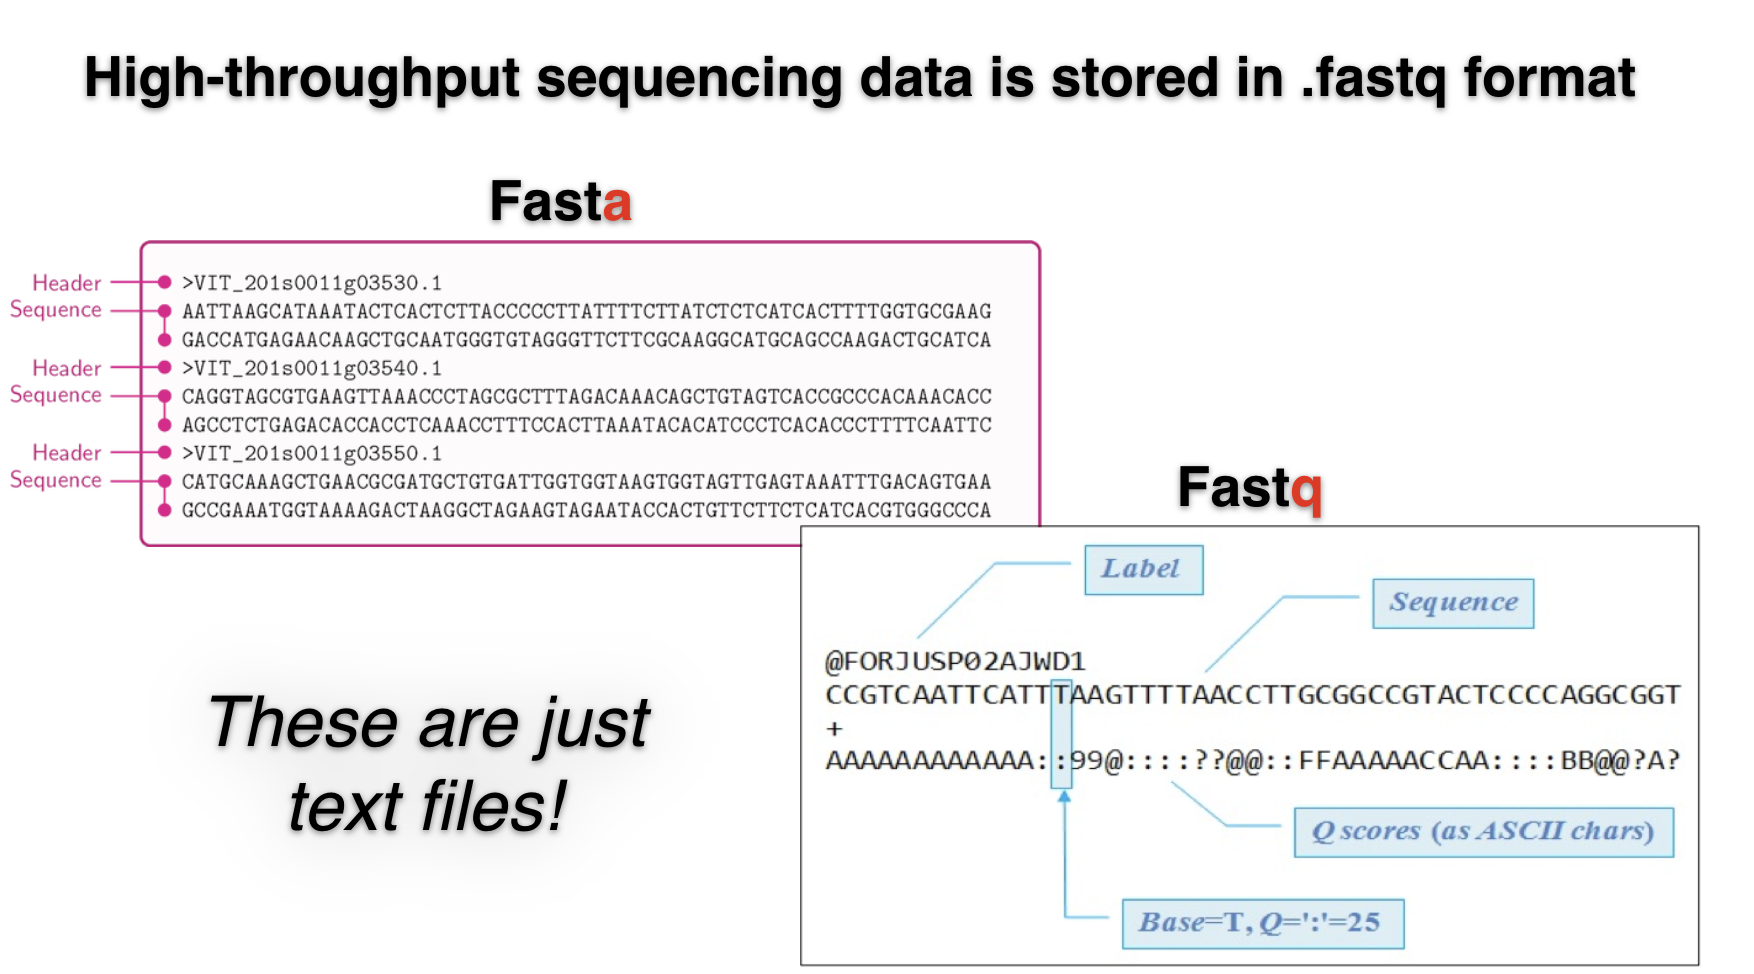 High-throughput sequencing data is stored in .fastq format
Fasta
Header >VIT_201s0011g03530.1
Sequence AATTAAGCATAAATACTCACTCTTACCCCCTTATTTTCTTATCTCTCATCACTTTTGGTGCGAAG
GACCATGAGAACAAGCTGCAATGGGTGTAGGGTTCTTCGCAAGGCATGCAGCCAAGACTGCATCA
Header >VIT_201s0011g03540.1
Sequence CAGGTAGCGTGAAGTTAAACCCTAGCGCTTTAGACAAACAGCTGTAGTCACCGCCCACAAACACC
AGCCTCTGAGACACCACCTCAAACCTTTCCACTTAAATACACATCCCTCACACCCTTTTCAATTC
Header >VIT_201s0011g03550.1
Sequence CATGCAAAGCTGAACGCGATGCTGTGATTGGTGGTAAGTGGTAGTTGAGTAAATTTGACAGTGAA
GCCGAAATGGTAAAAGACTAAGGCTAGAAGTAGAATACCACTGTTCTTCTCATCACGTGGGCCCA
Fastq
Label
Sequence
@FORJUSP02AJWD1
CCGTCAATTCATTTAAGTTTTAACCTTGCGGCCGTACTCCCCAGGCGGT
+
AAAAAAAAAAAA::99@::::??@@::FFAAAAACCAA::::BB@@?A?
Q scores (as ASCII chars)
Base=T, Q=':'=25
These are just
text files!